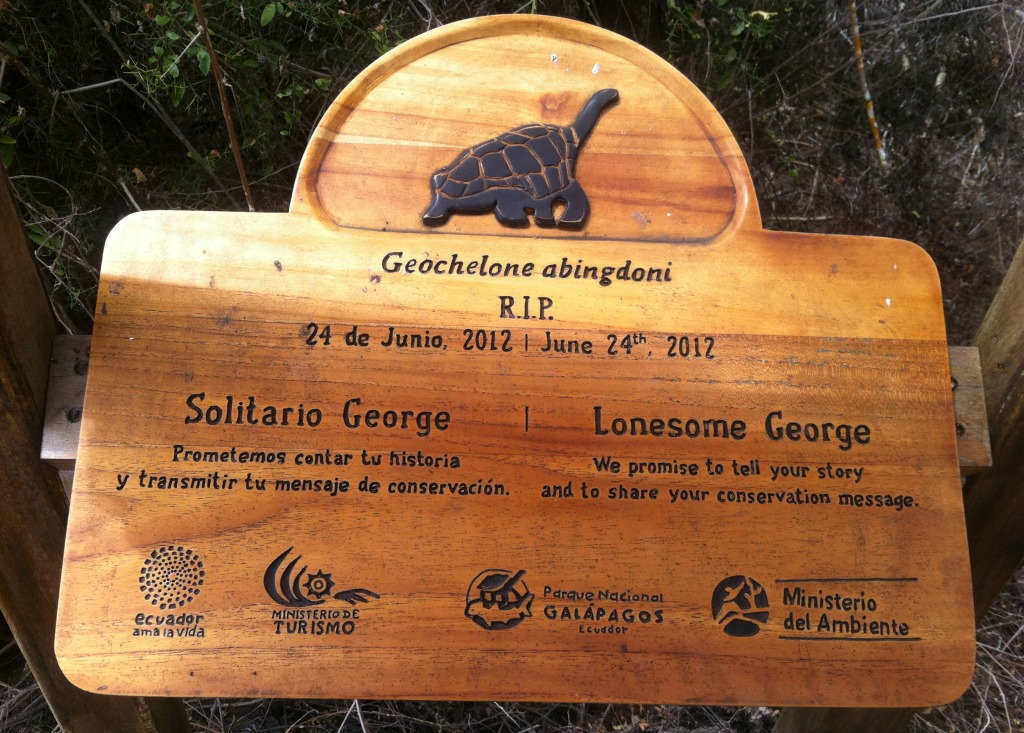 Geochelone abingdoni
R.I.P.
24 de Junio, 2012 | June 24th, 2012
Solitario George | Lonesome George
Prometemos contar tu historia
y transmitir tu mensaje de conservación.
We promise to tell your story
and to share your conservation message.
ecuador
ama la vida
MINISTERIO DE
TURISMO
Parque Nacional
GALÁPAGOS
Ecuador
Ministerio
del Ambiente